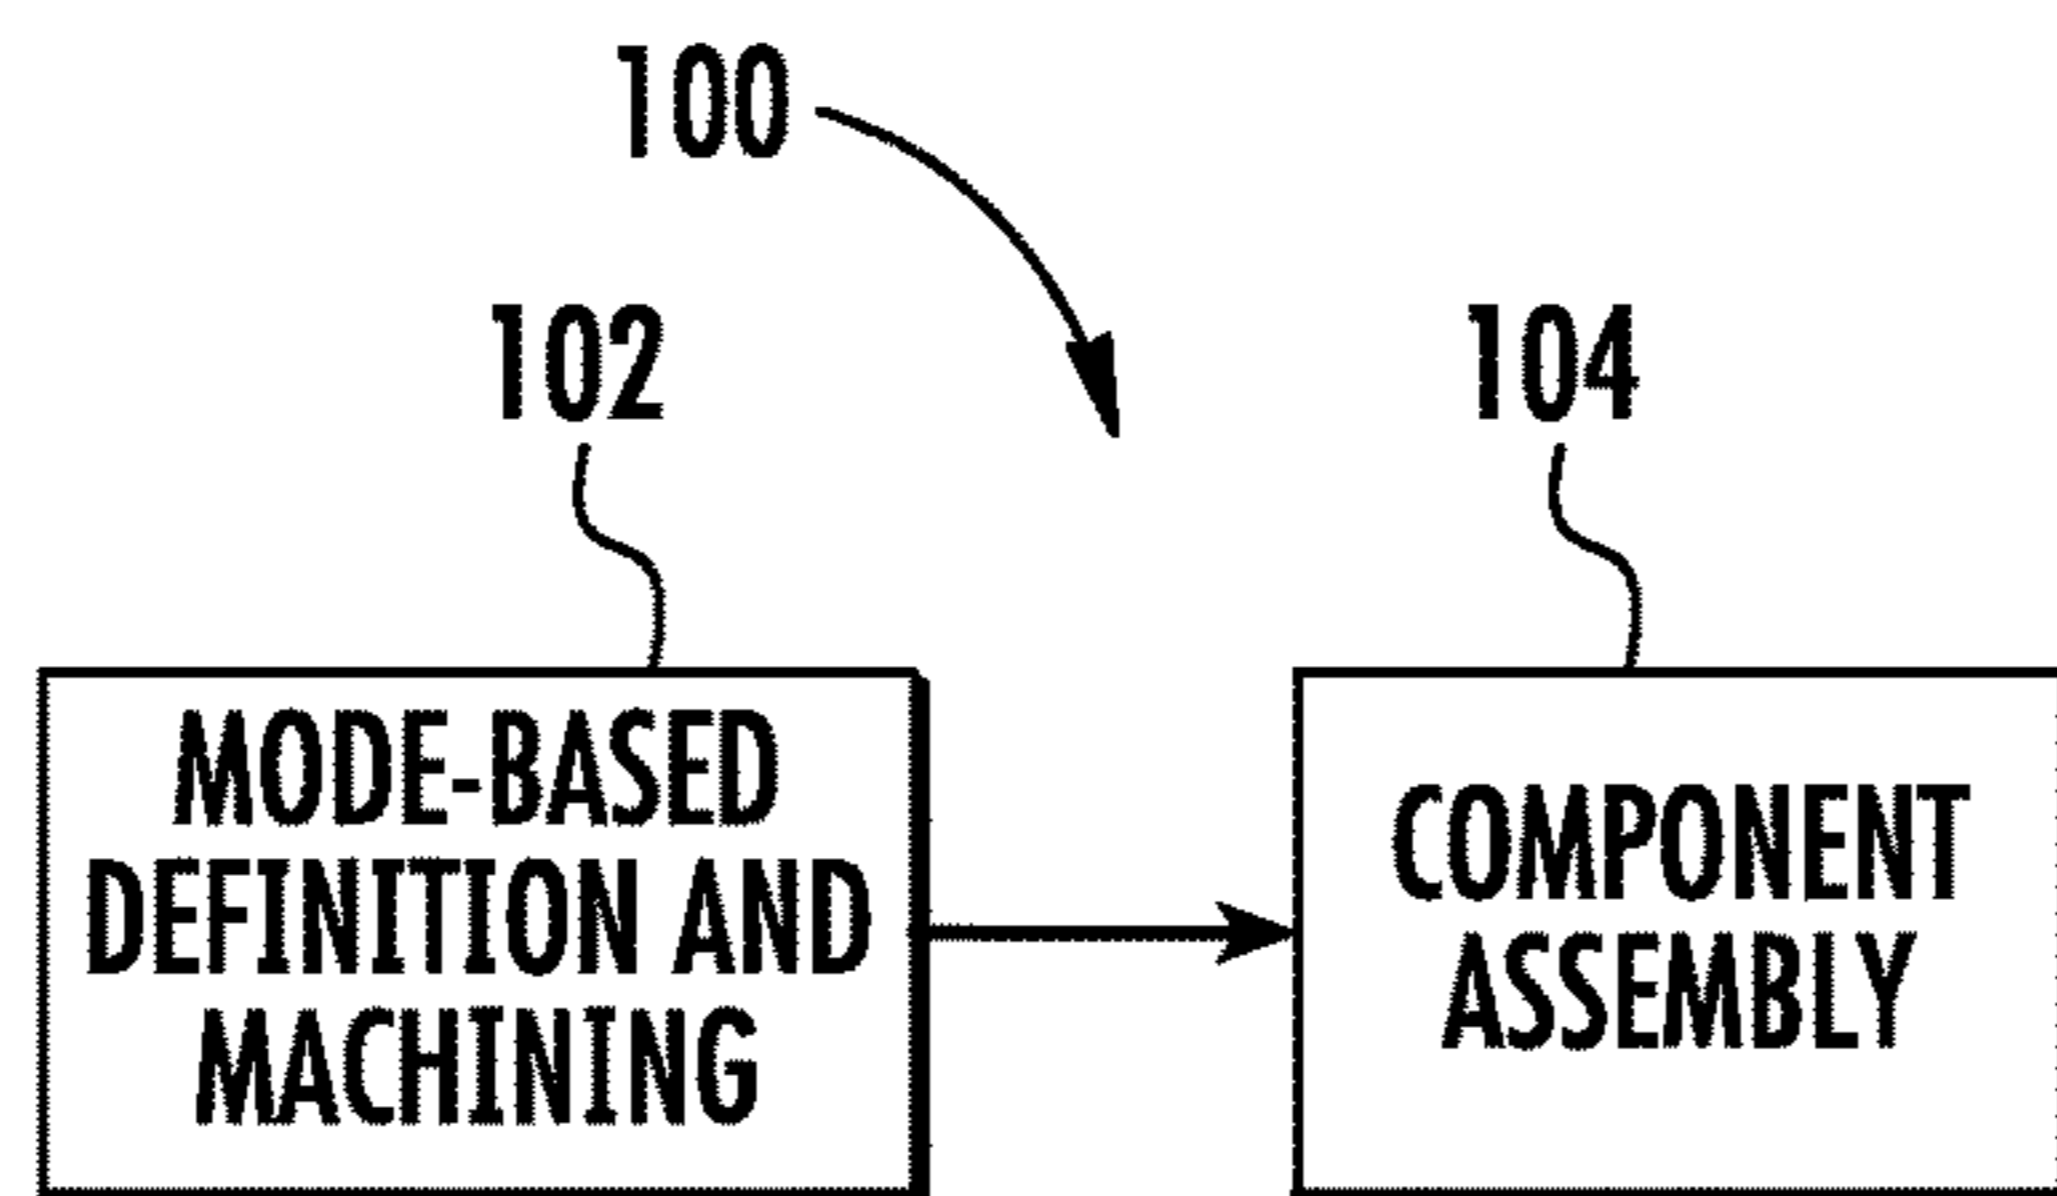 100
102
104
MODE-BASED
DEFINITION AND
MACHINING
COMPONENT
ASSEMBLY